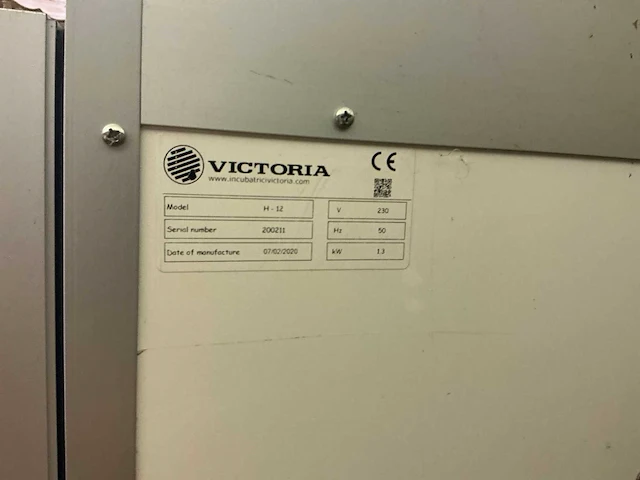 VICTORIA
www.incubatricivictoria.com
CE
Model H - 12 V 230
Serial number 200211 Hz 50
Date of manufacture 07/02/2020 kW 1.3